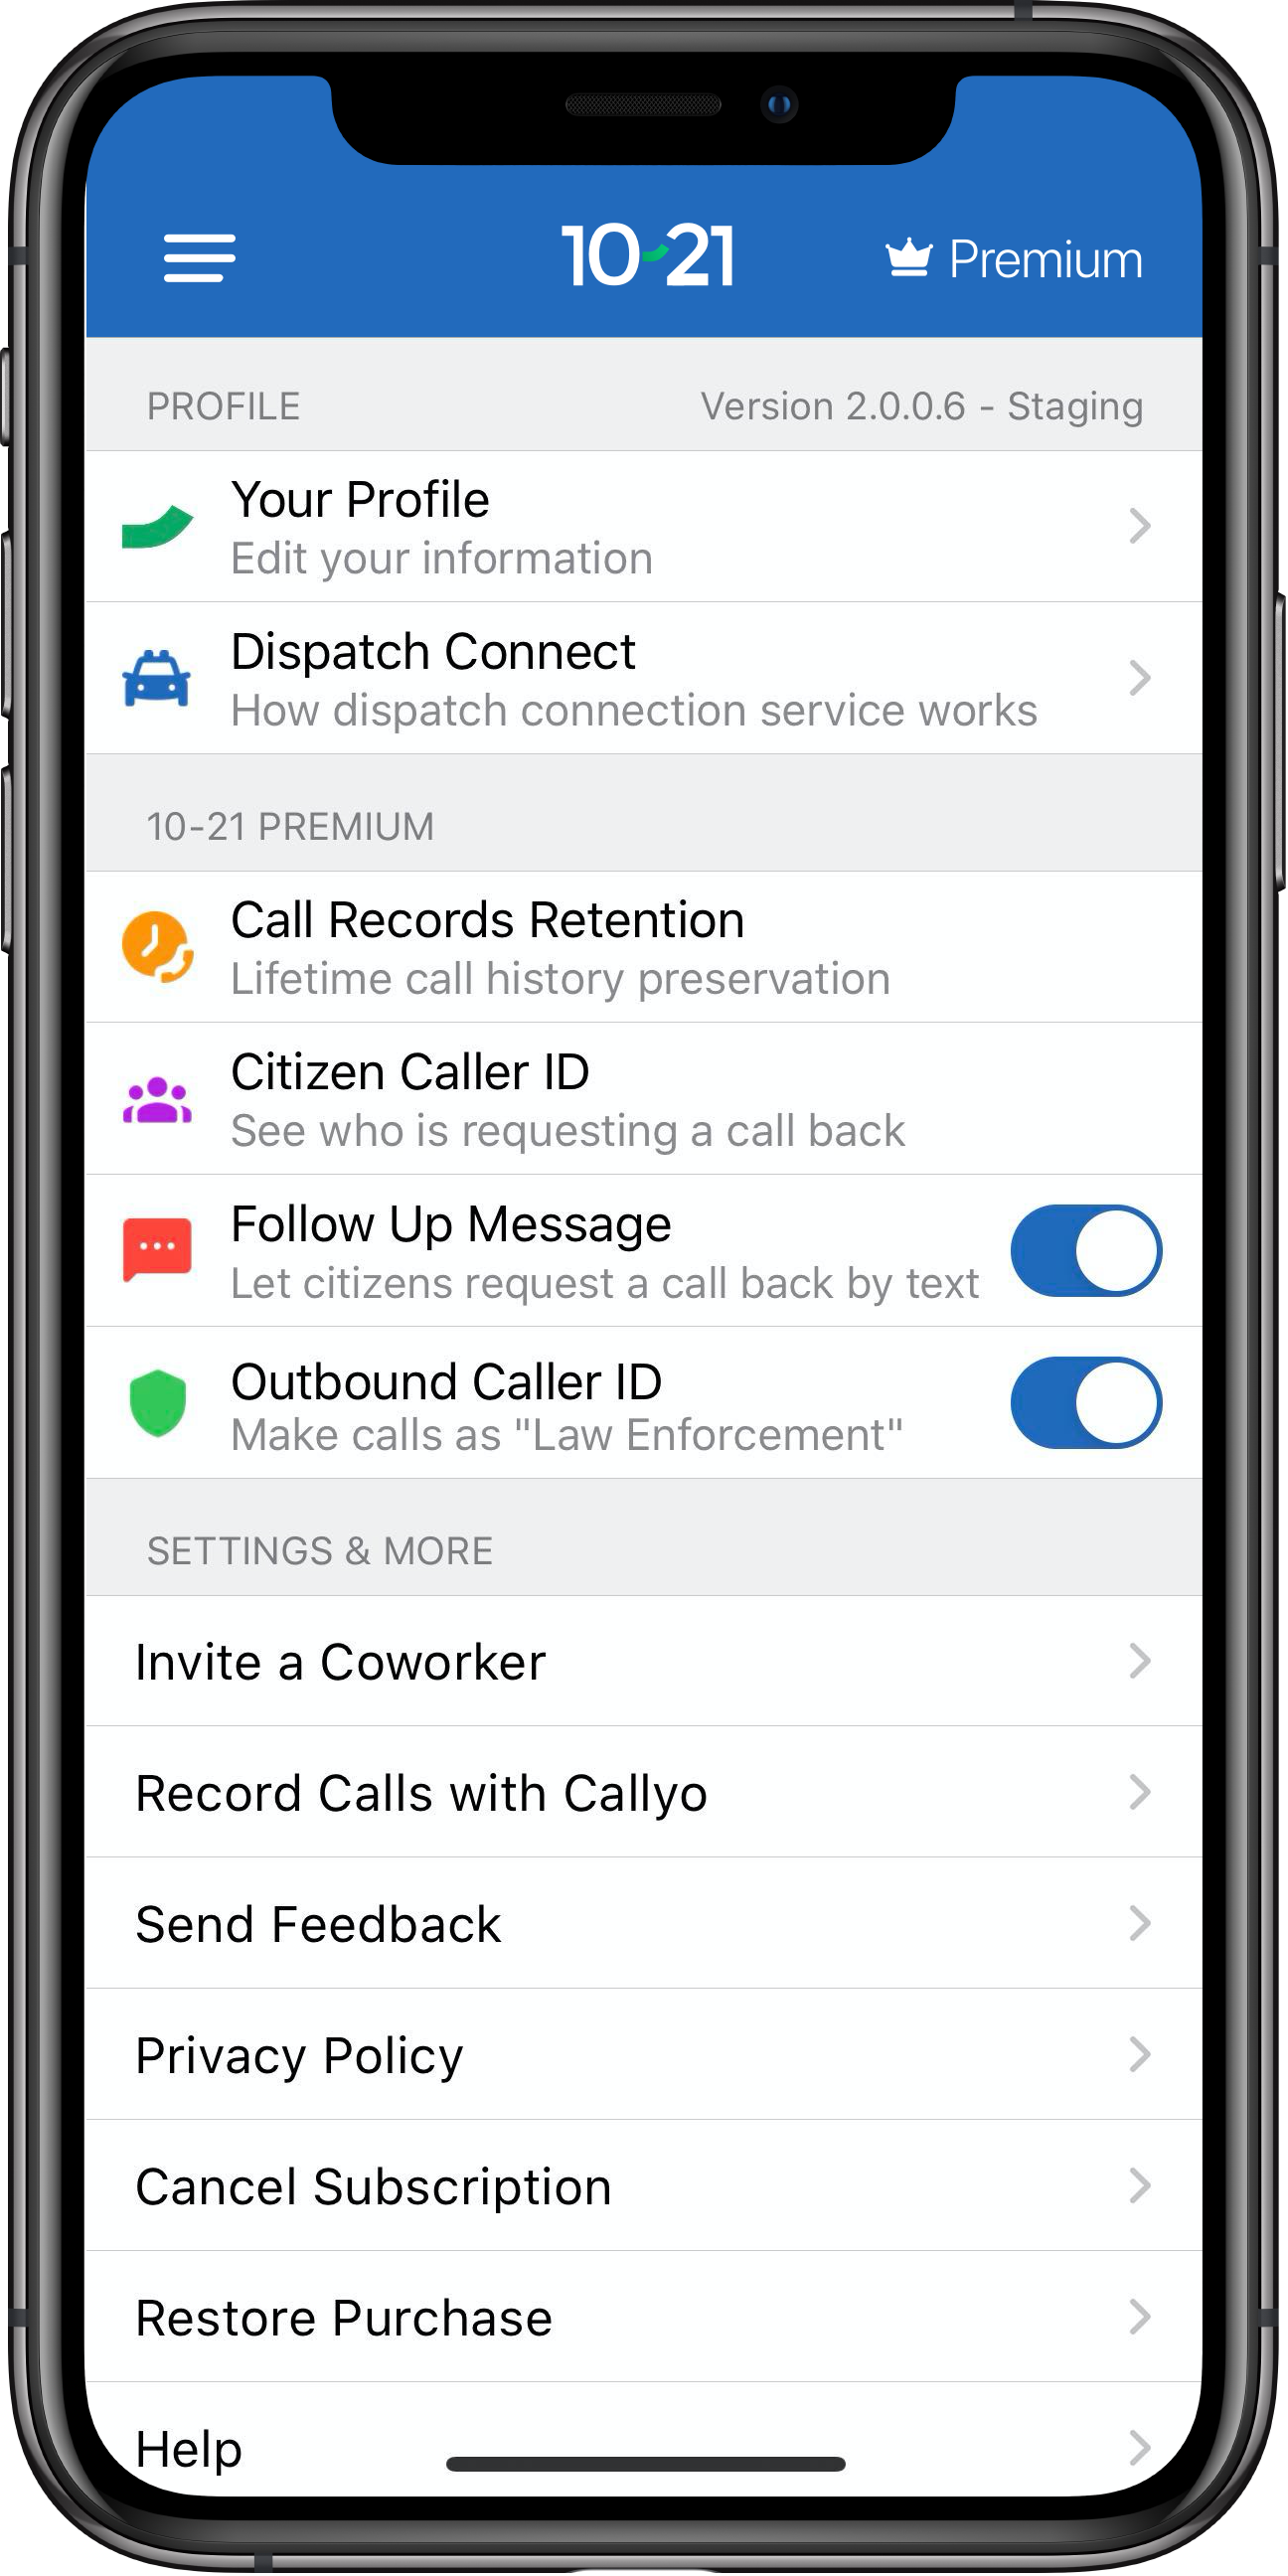 10-21
Premium
PROFILE
Version 2.0.0.6 - Staging
Your Profile
Edit your information
Dispatch Connect
How dispatch connection service works
10-21 PREMIUM
Call Records Retention
Lifetime call history preservation
Citizen Caller ID
See who is requesting a call back
Follow Up Message
Let citizens request a call back by text
Outbound Caller ID
Make calls as "Law Enforcement"
SETTINGS & MORE
Invite a Coworker
Record Calls with Callyo
Send Feedback
Privacy Policy
Cancel Subscription
Restore Purchase
Help